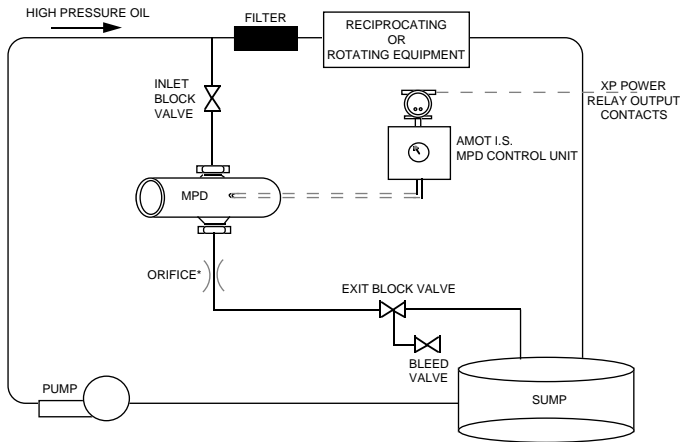 HIGH PRESSURE OIL
FILTER
RECIPROCATING
OR
ROTATING EQUIPMENT
INLET
BLOCK
VALVE
XP POWER
RELAY OUTPUT
CONTACTS
AMOT I.S.
MPD CONTROL UNIT
MPD
ORIFICE*
EXIT BLOCK VALVE
BLEED
VALVE
PUMP
SUMP